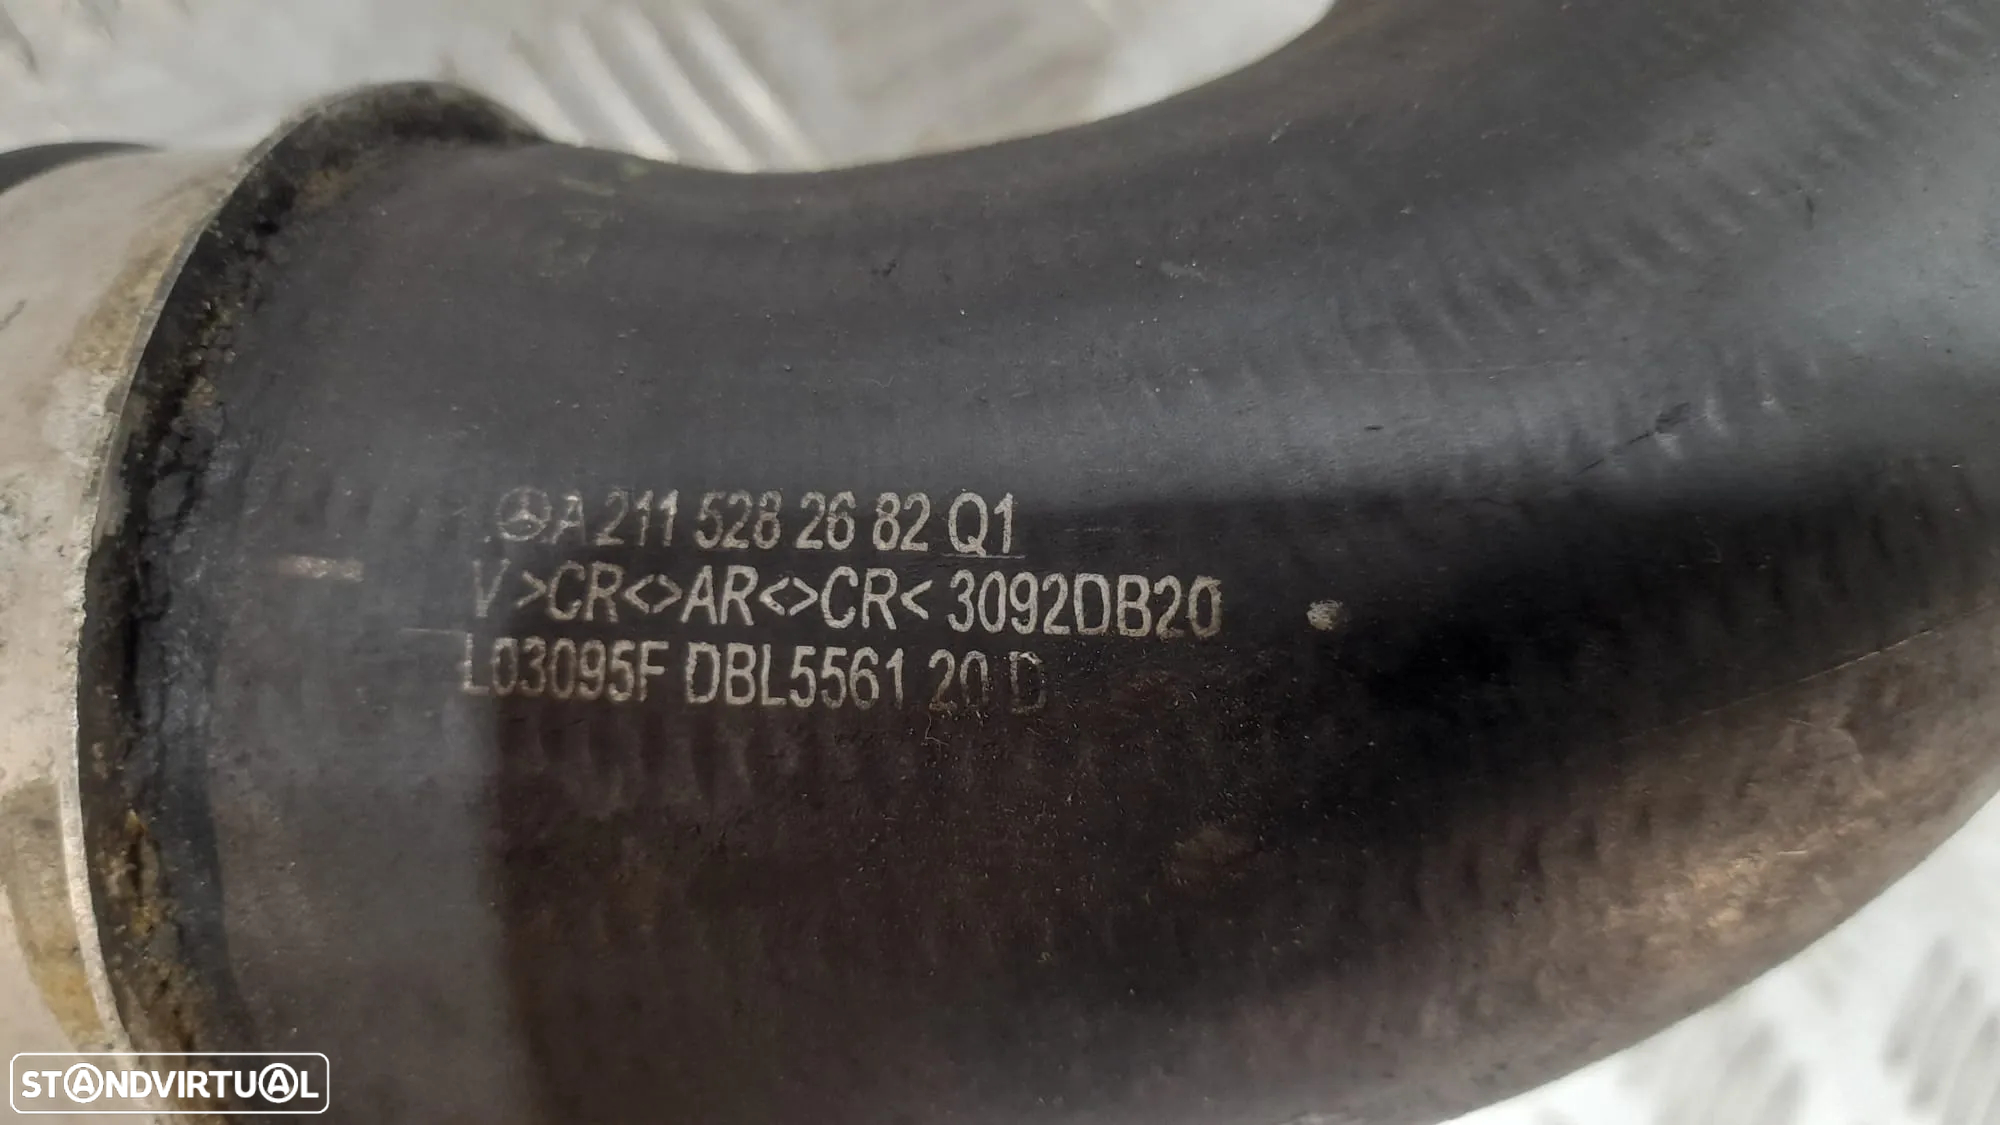 A 211 528 26 82 Q1
V >CR<>AR<>CR< 3092DB20
L03095F DBL5561 20 D
STANDVIRTUAL